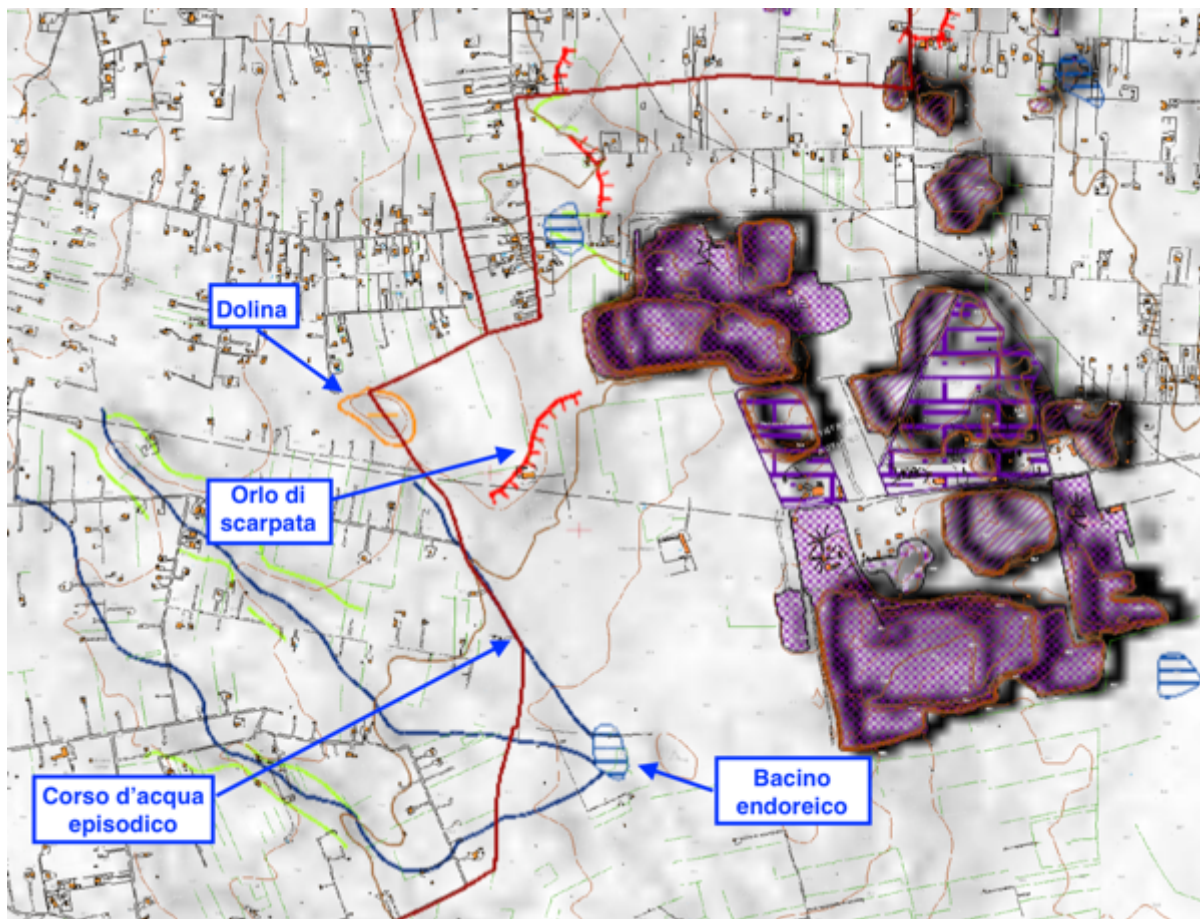 Dolina
Orlo di
scarpata
Corso d'acqua
episodico
Bacino
endoreico